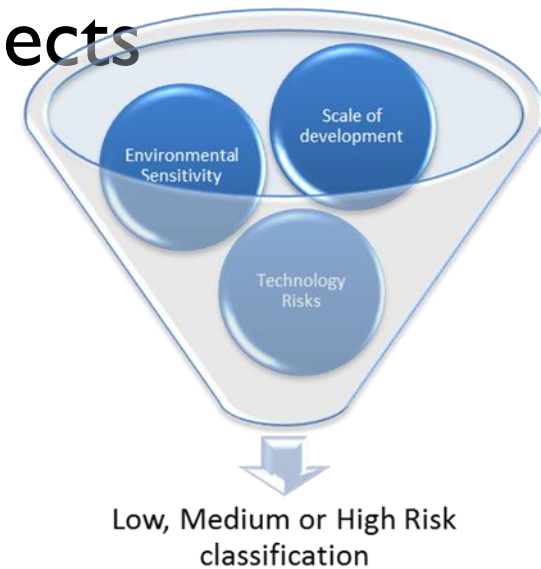 ects
Scale of
development
Environmental
Sensitivity
Technology
Risks
Low, Medium or High Risk
classification